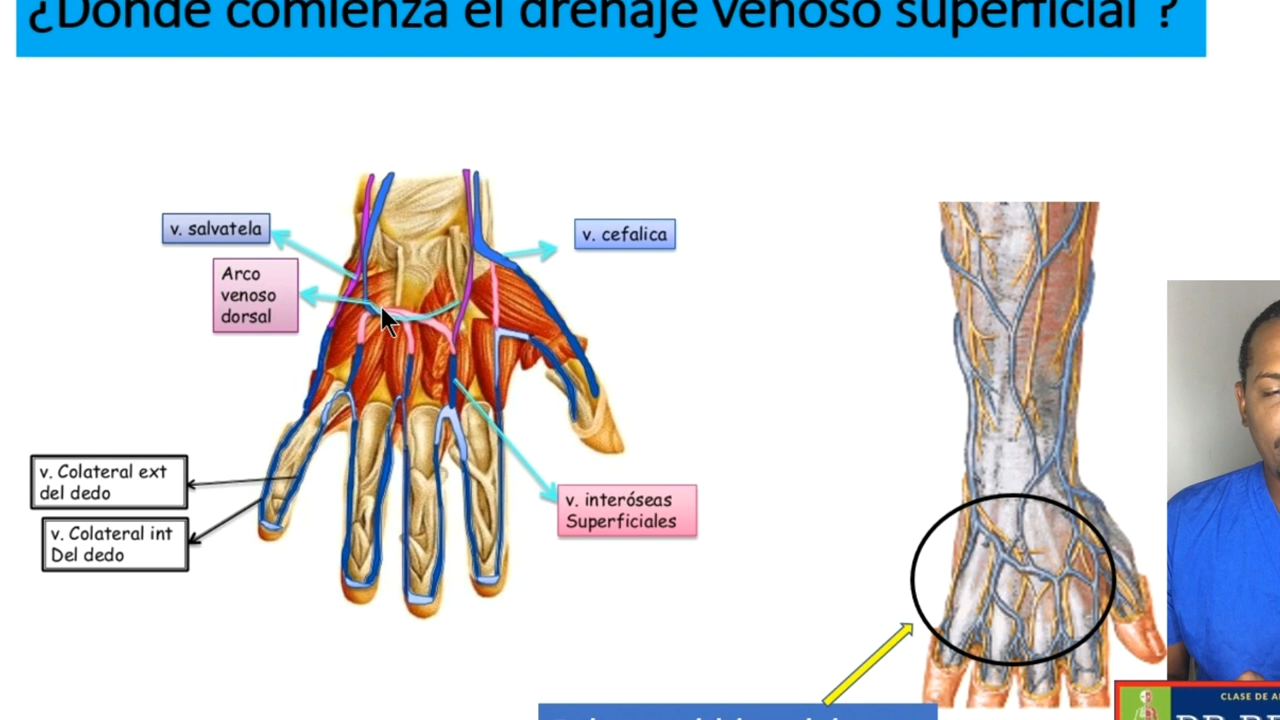 ¿Donde comienza el drenaje venoso superficial ?
v. salvatela
v. cefalica
Arco
venoso
dorsal
v. Colateral ext
del dedo
v. Colateral int
Del dedo
v. interóseas
Superficiales
CLASE DE